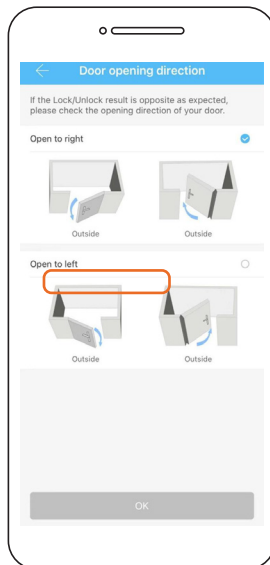 Door opening direction
If the Lock/Unlock result is opposite as expected,
please check the opening direction of your door.
Open to right
Outside Outside
Open to left
Outside Outside
OK